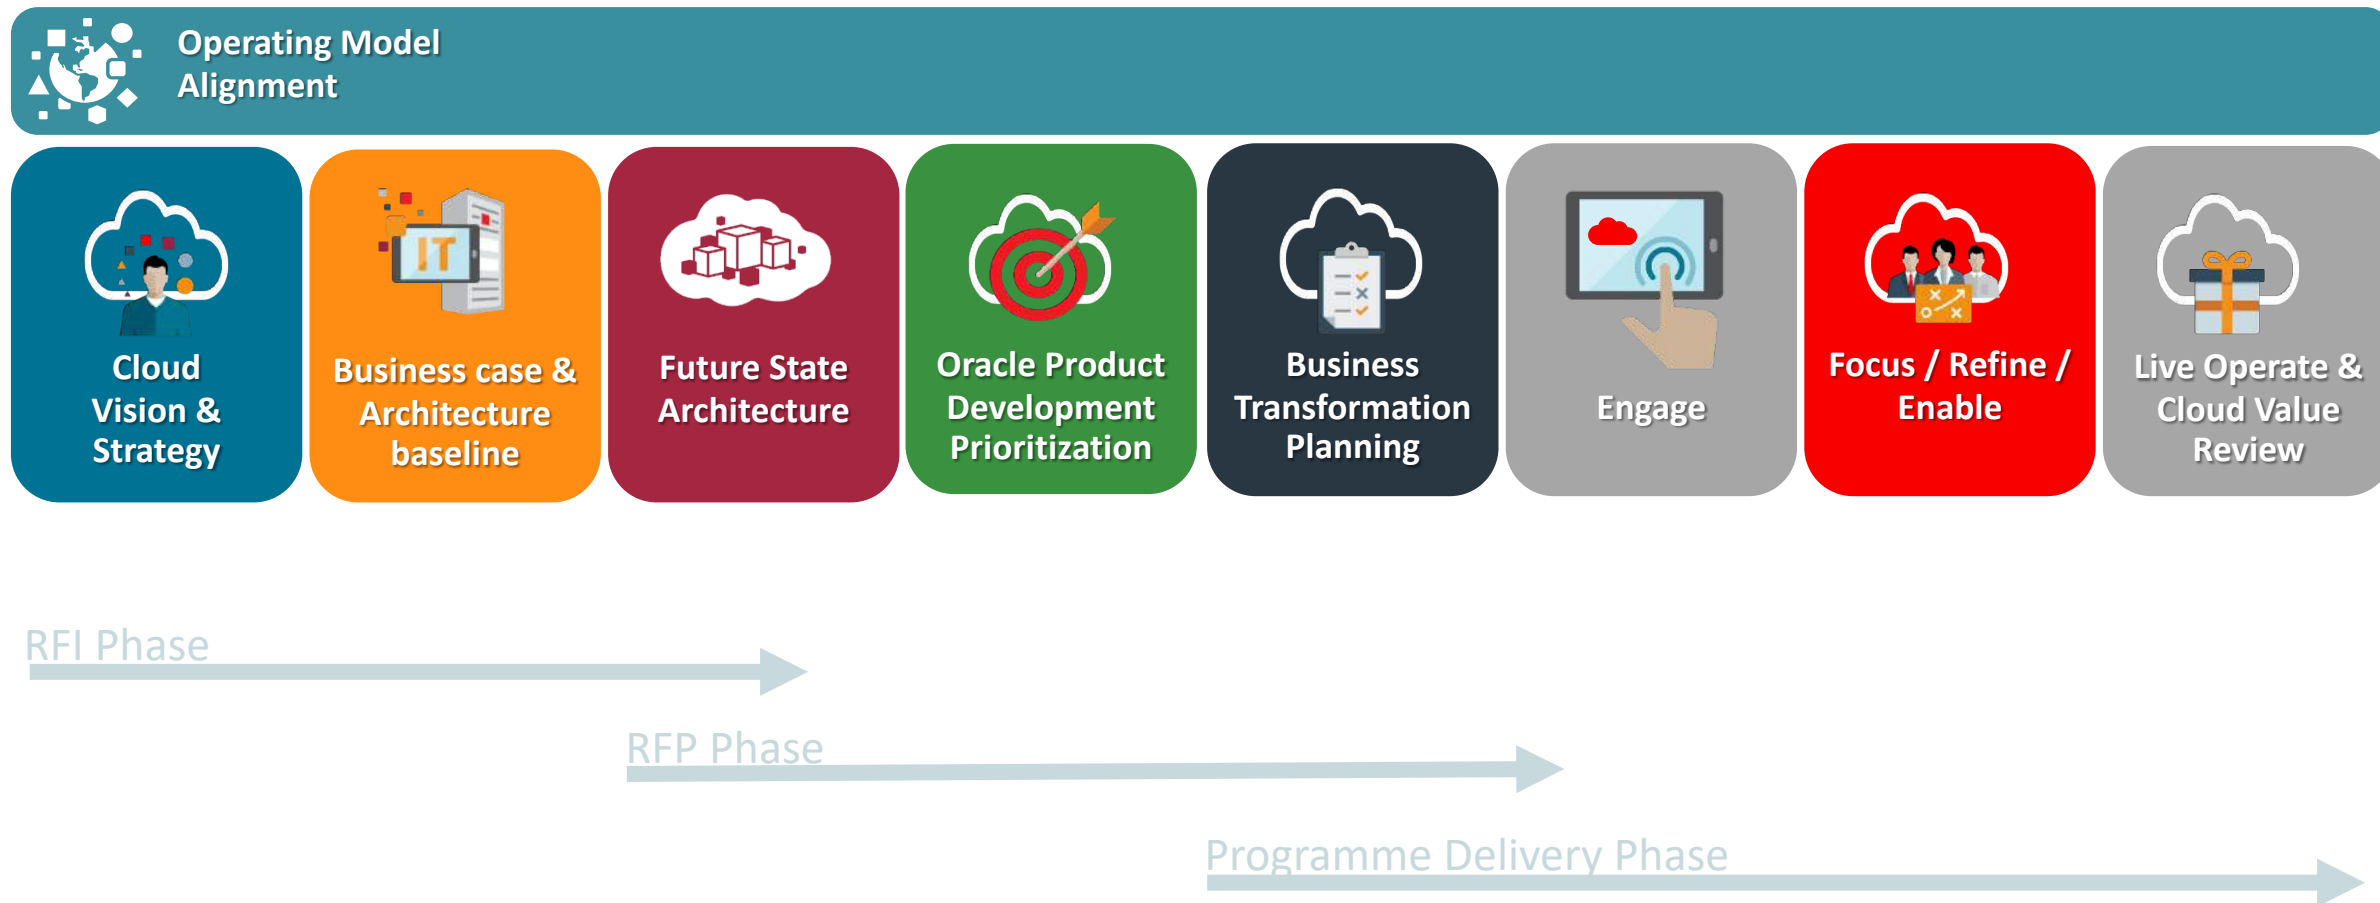 Operating Model
Alignment
Cloud
Vision &
Strategy
IT
Business case &
Architecture
baseline
Future State
Architecture
Oracle Product
Development
Prioritization
Business
Transformation
Planning
Engage
Focus / Refine /
Enable
Live Operate &
Cloud Value
Review
RFI Phase
RFP Phase
Programme Delivery Phase